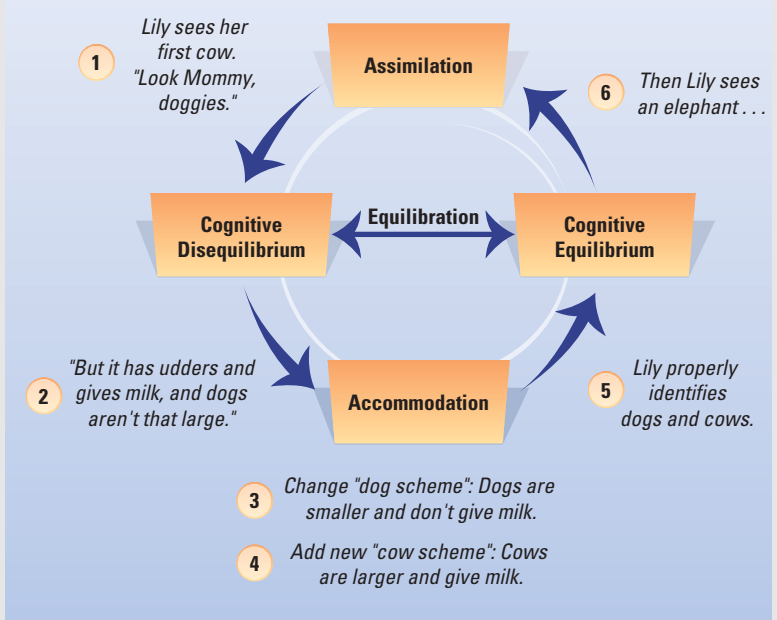 1
Lily sees her
first cow.
"Look Mommy,
doggies."
Assimilation
6
Then Lily sees
an elephant . . .
Cognitive
Disequilibrium
Equilibration
Cognitive
Equilibrium
2
"But it has udders and
gives milk, and dogs
aren't that large."
Accommodation
5
Lily properly
identifies
dogs and cows.
3
Change "dog scheme": Dogs are
smaller and don't give milk.
4
Add new "cow scheme": Cows
are larger and give milk.